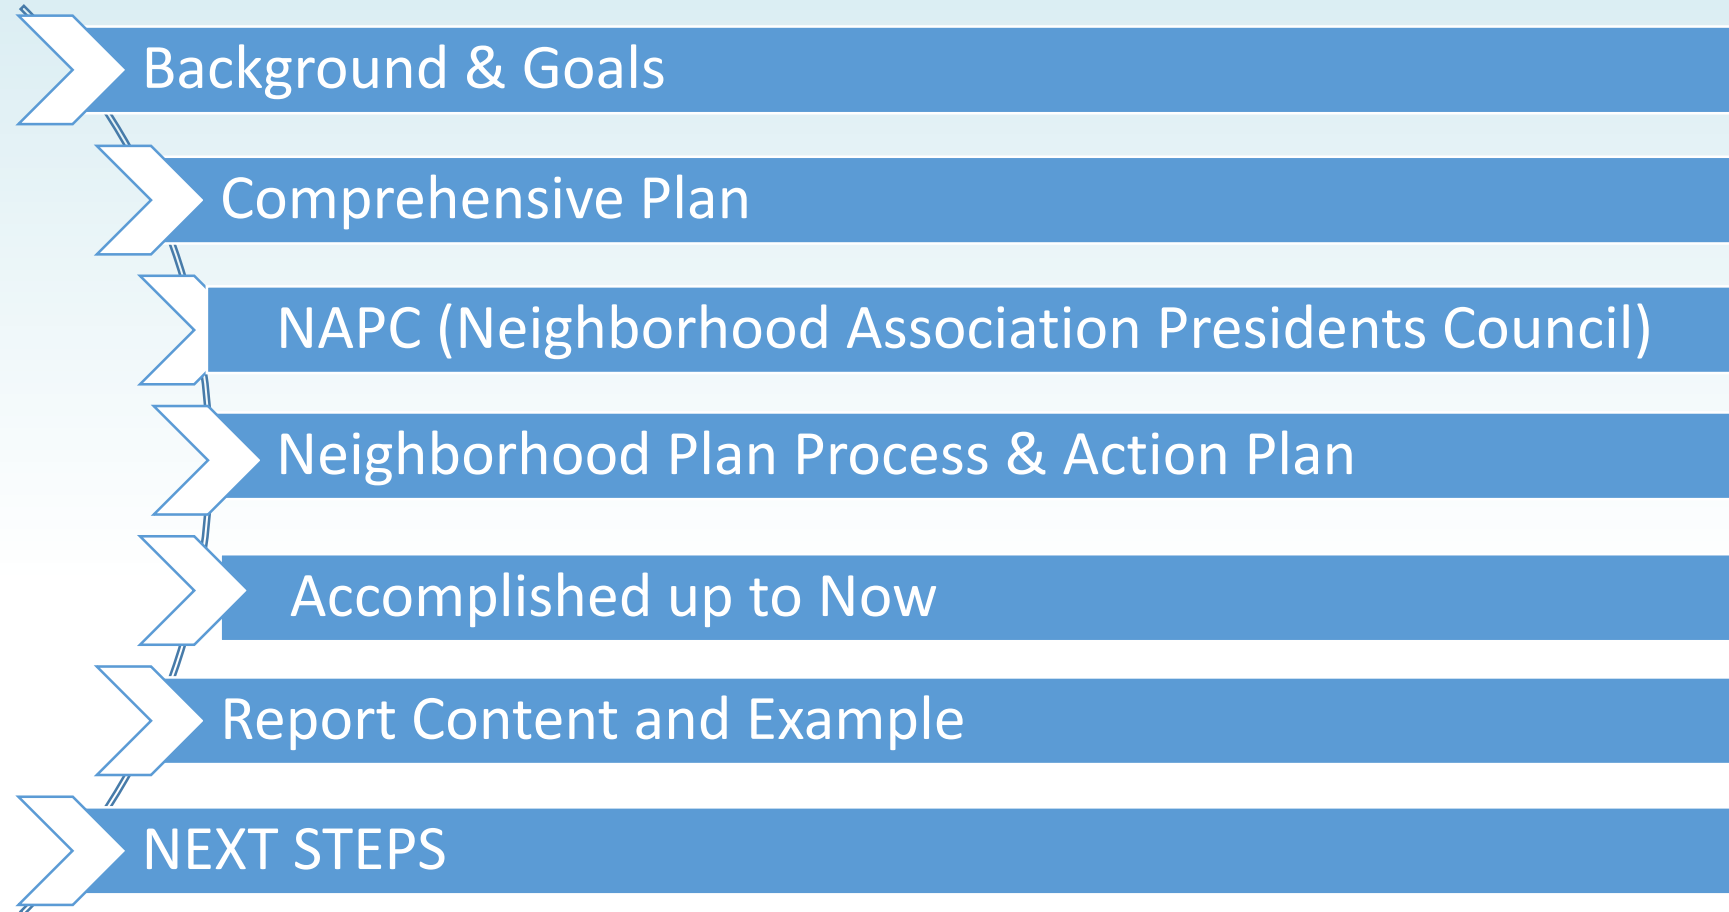 Background & Goals
Comprehensive Plan
NAPC (Neighborhood Association Presidents Council)
Neighborhood Plan Process & Action Plan
Accomplished up to Now
Report Content and Example
NEXT STEPS